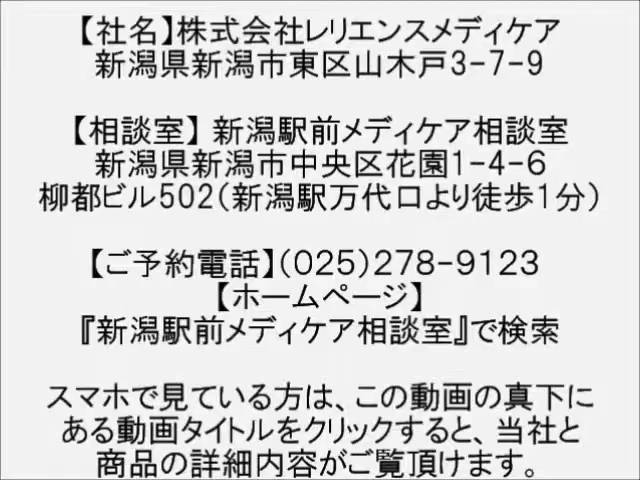 【社名】株式会社レリエンスメディケア
新潟県新潟市東区山木戸3-7-9
【相談室】 新潟駅前メディケア相談室
新潟県新潟市中央区花園1-4-6
柳都ビル502(新潟駅万代口より徒歩1分)
【ご予約電話】(025)278-9123
【ホームページ】
『新潟駅前メディケア相談室』で検索
スマホで見ている方は、この動画の真下に
ある動画タイトルをクリックすると、当社と
商品の詳細内容がご覧頂けます。